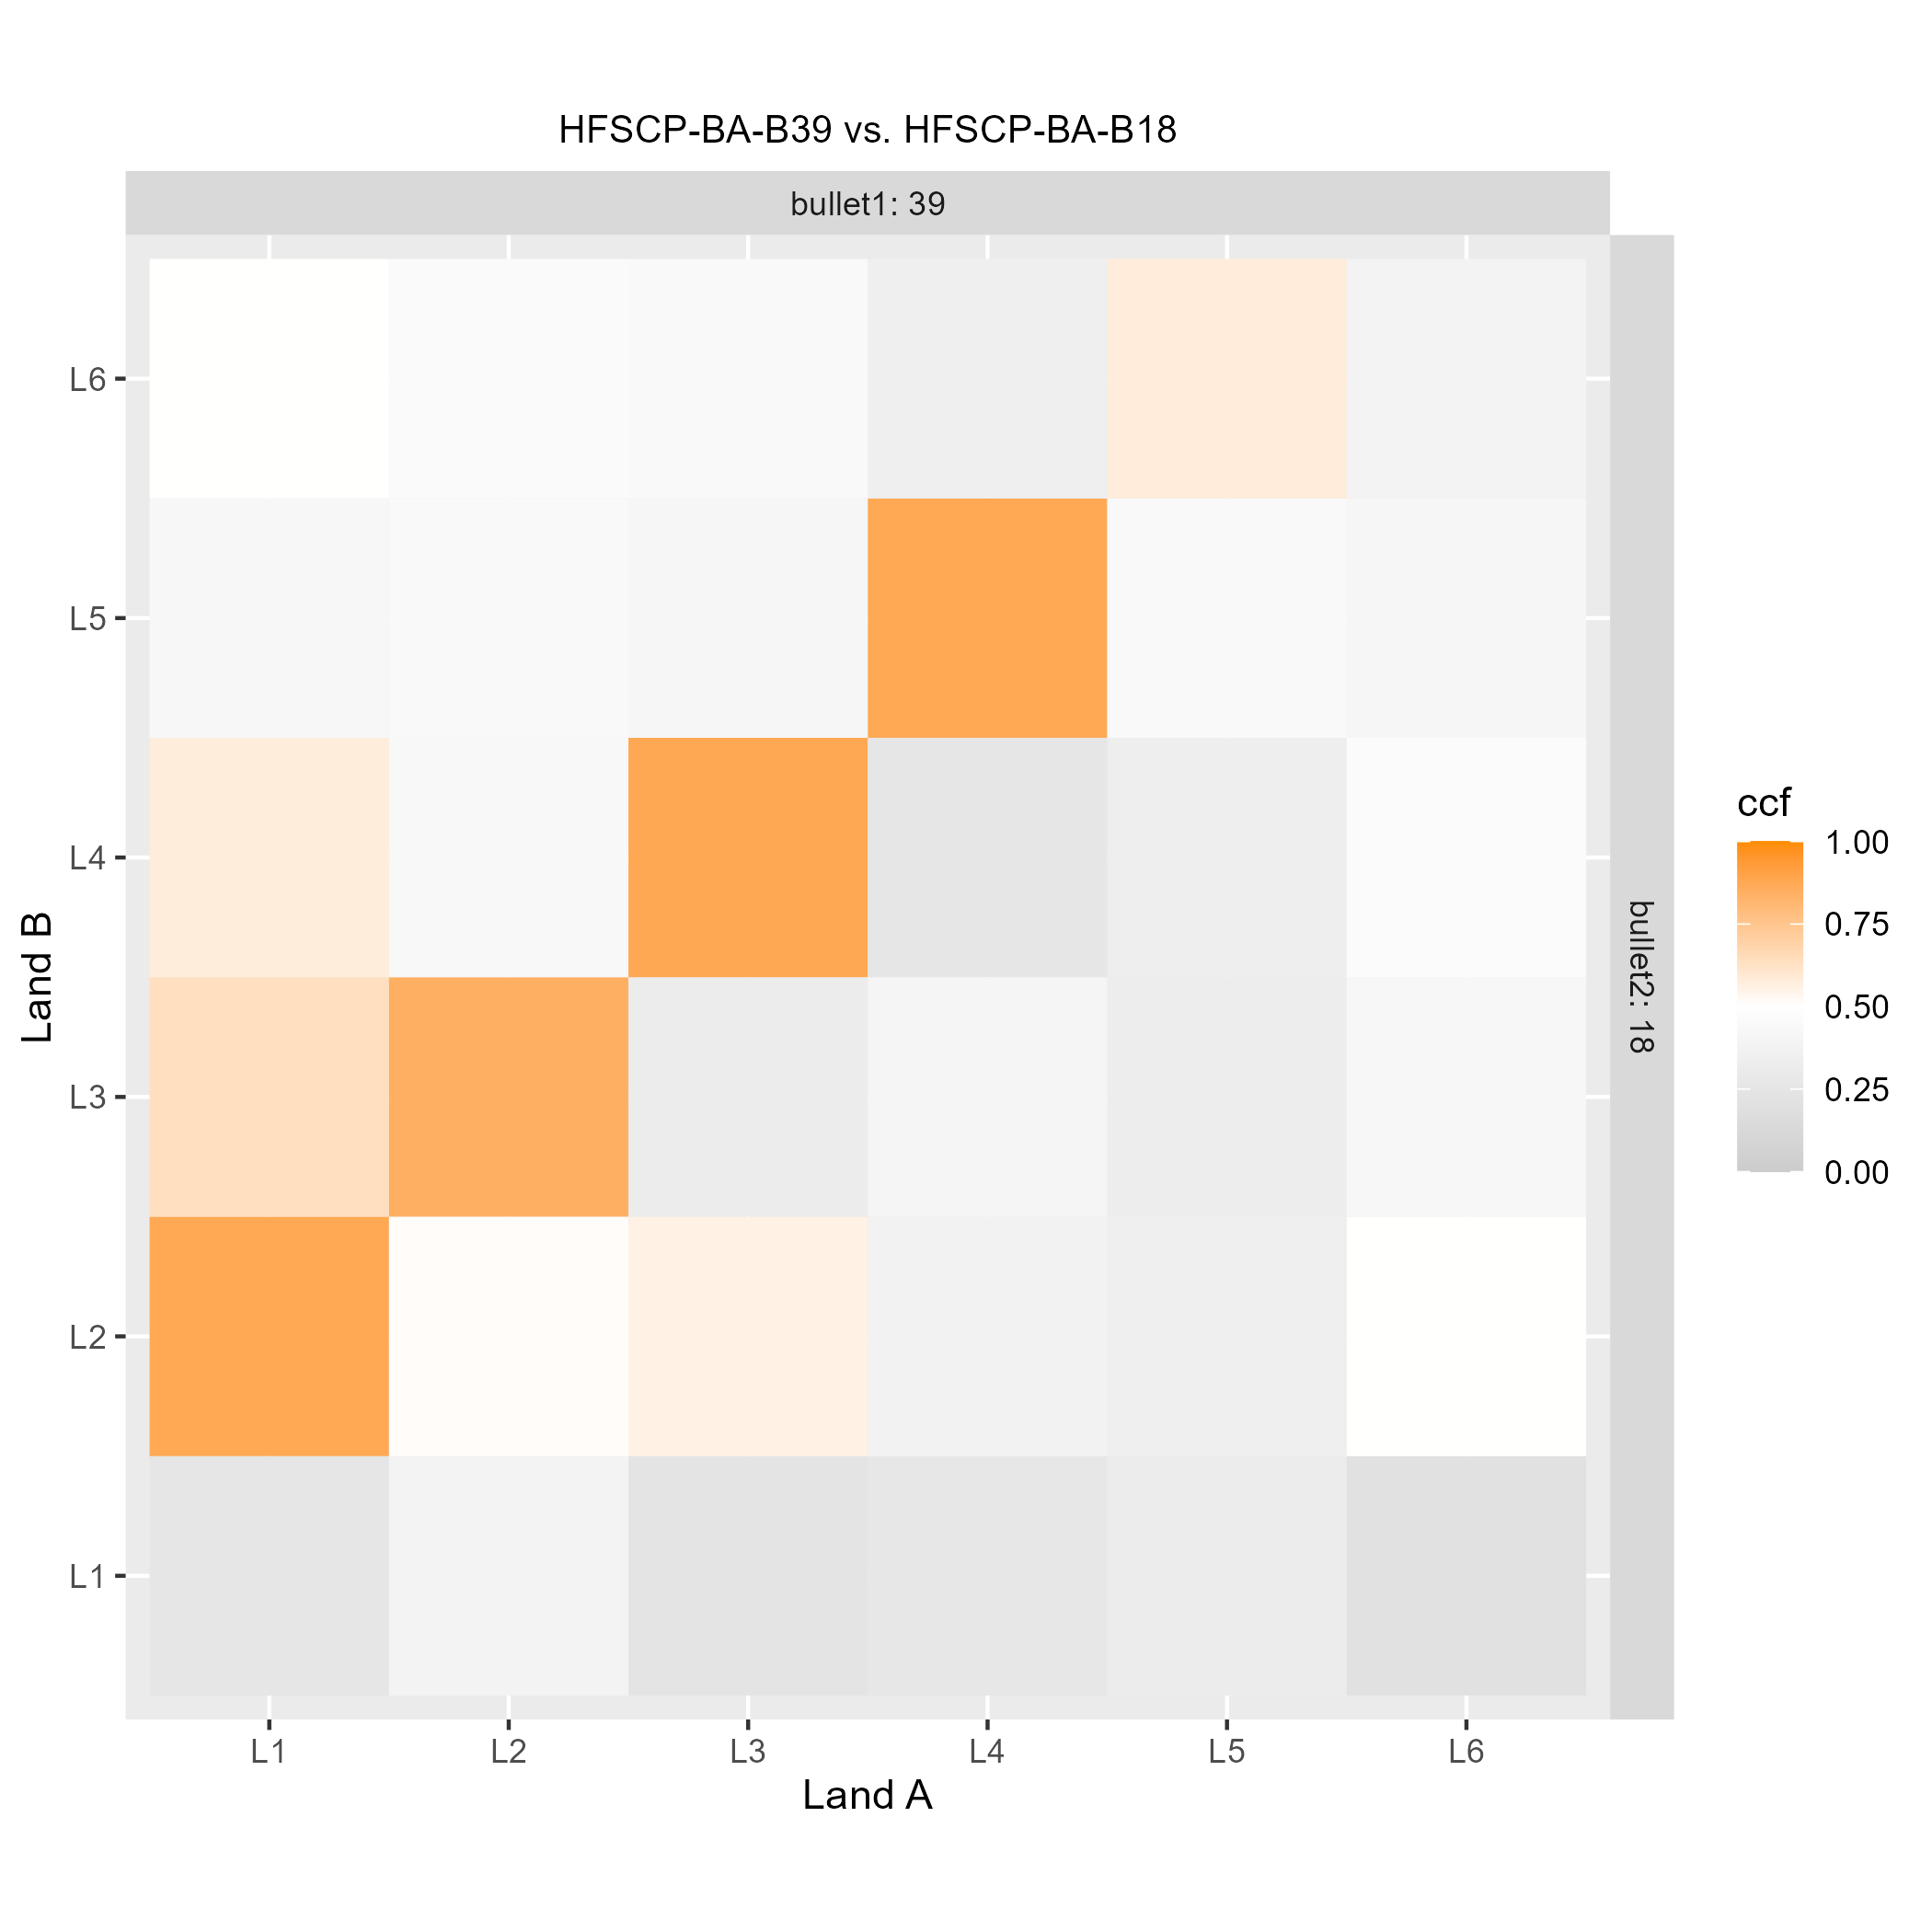 HFSCP-BA-B39 vs. HFSCP-BA-B18
bullet1: 39
L6
L5
L4
L3
L2
L1
Land B
bullet2: 18
L1 L2 L3 L4 L5 L6
Land A
ccf
1.00
0.75
0.50
0.25
0.00